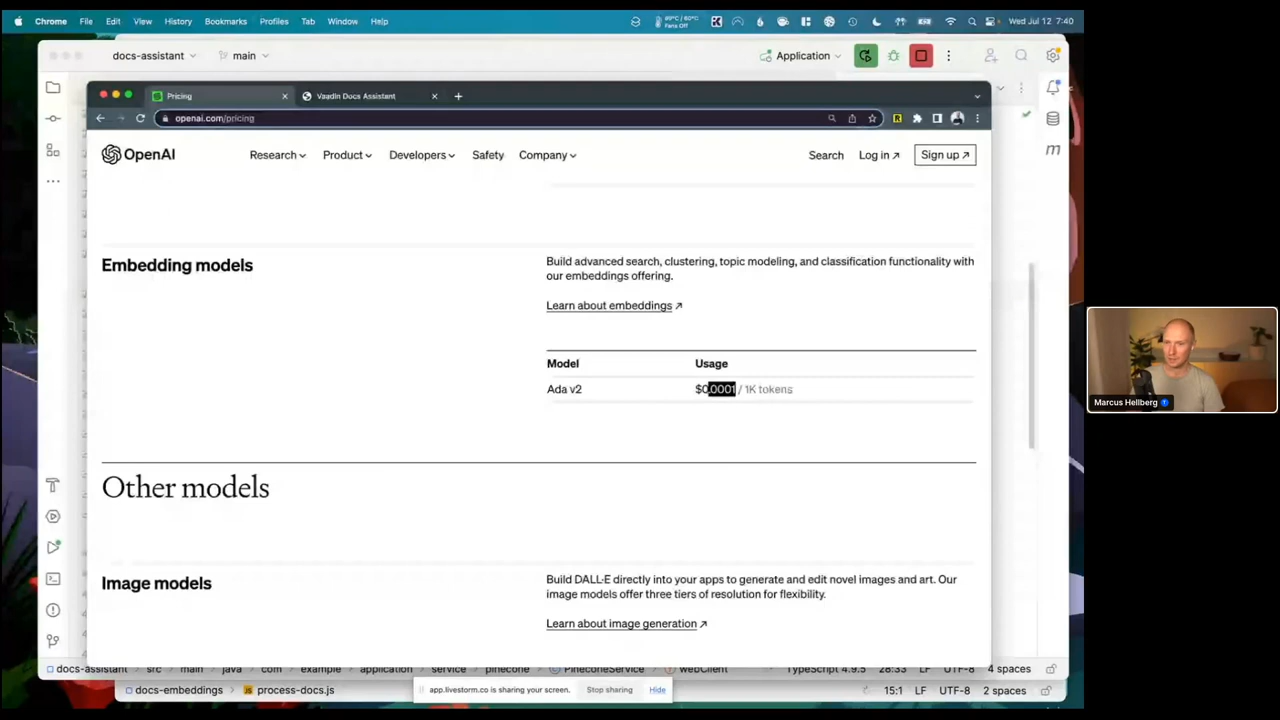 Chrome File Edit View History Bookmarks Profiles Tab Window Help Wed Jul 12 7:40
docs-assistant main Application
Pricing Vaadin Docs Assistant
openai.com/pricing
OpenAI Research Product Developers Safety Company Search Log in ↗ Sign up ↗
Embedding models
Build advanced search, clustering, topic modeling, and classification functionality with
our embeddings offering.
Learn about embeddings ↗
Model Usage
Ada v2 $0.0001 / 1K tokens
Other models
Image models
Build DALL·E directly into your apps to generate and edit novel images and art. Our
image models offer three tiers of resolution for flexibility.
Learn about image generation ↗
Marcus Hellberg
docs-assistant src main java com example application service pinecone PineconeService webClient TypeScript 4.9.5 28:33 LF UTF-8 4 spaces
docs-embeddings process-docs.js 15:1 LF UTF-8 2 spaces
app.livestorm.co is sharing your screen. Stop sharing Hide